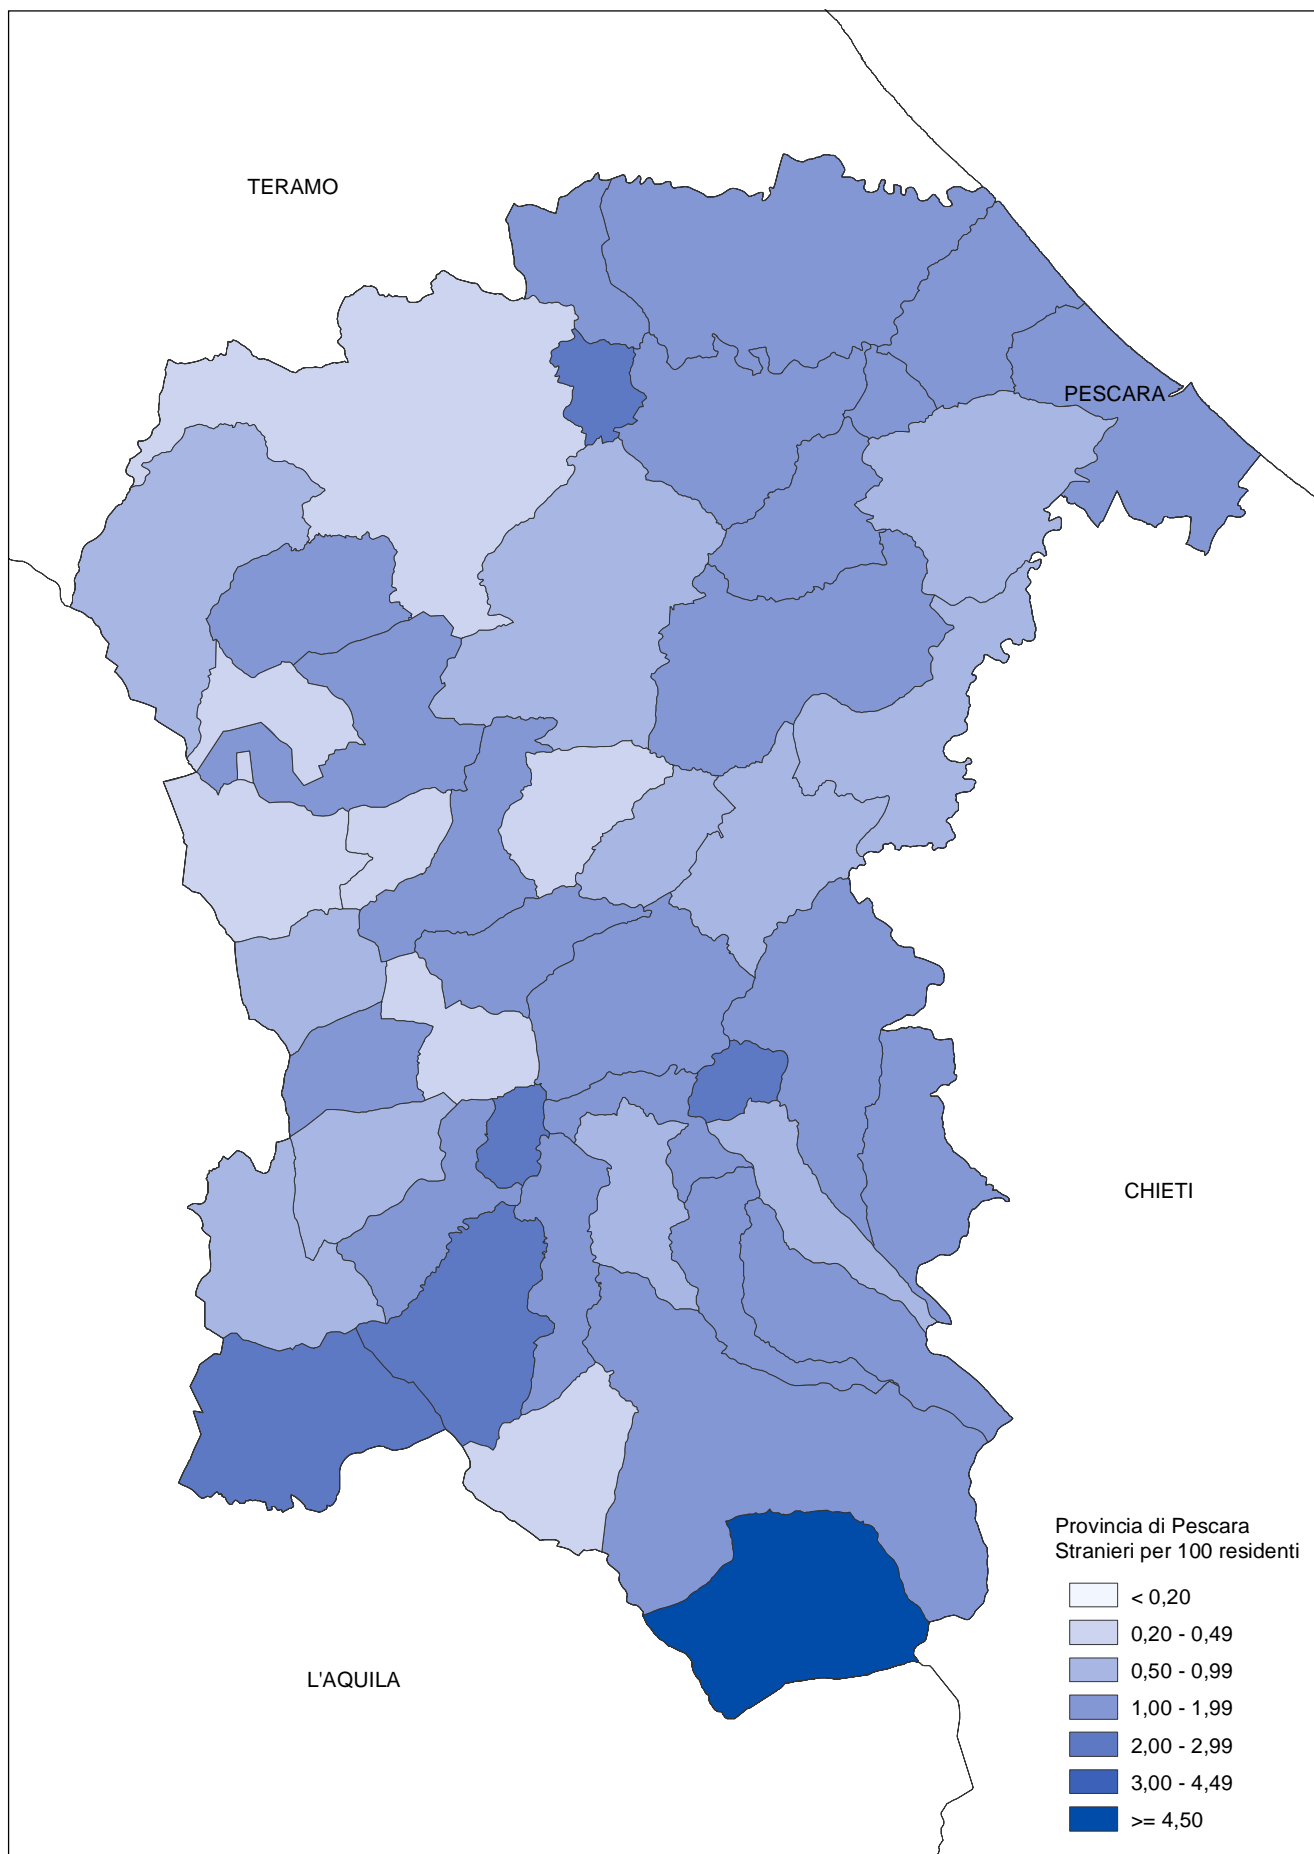 TERAMO
PESCARA
CHIETI
L'AQUILA
Provincia di Pescara
Stranieri per 100 residenti
< 0,20
0,20 - 0,49
0,50 - 0,99
1,00 - 1,99
2,00 - 2,99
3,00 - 4,49
>= 4,50